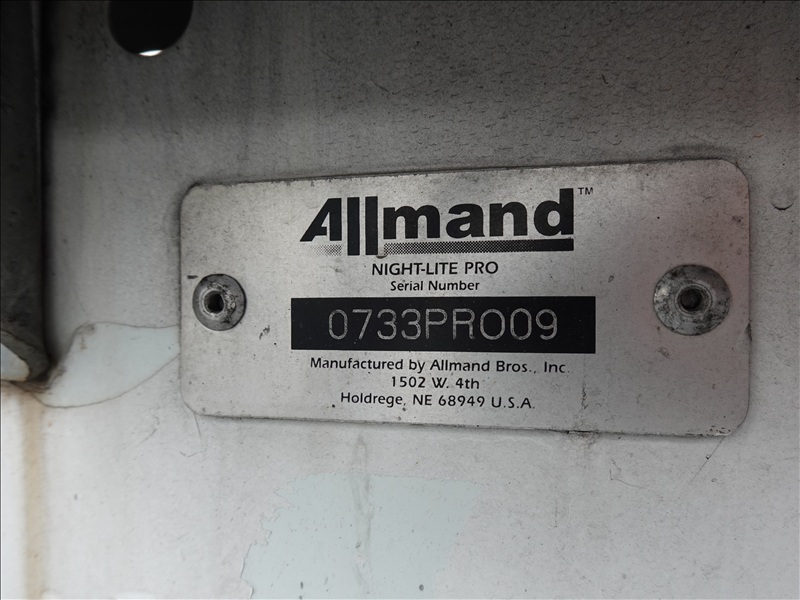 Allmand™
NIGHT-LITE PRO
Serial Number
0733PRO09
Manufactured by Allmand Bros., Inc.
1502 W. 4th
Holdrege, NE 68949 U.S.A.